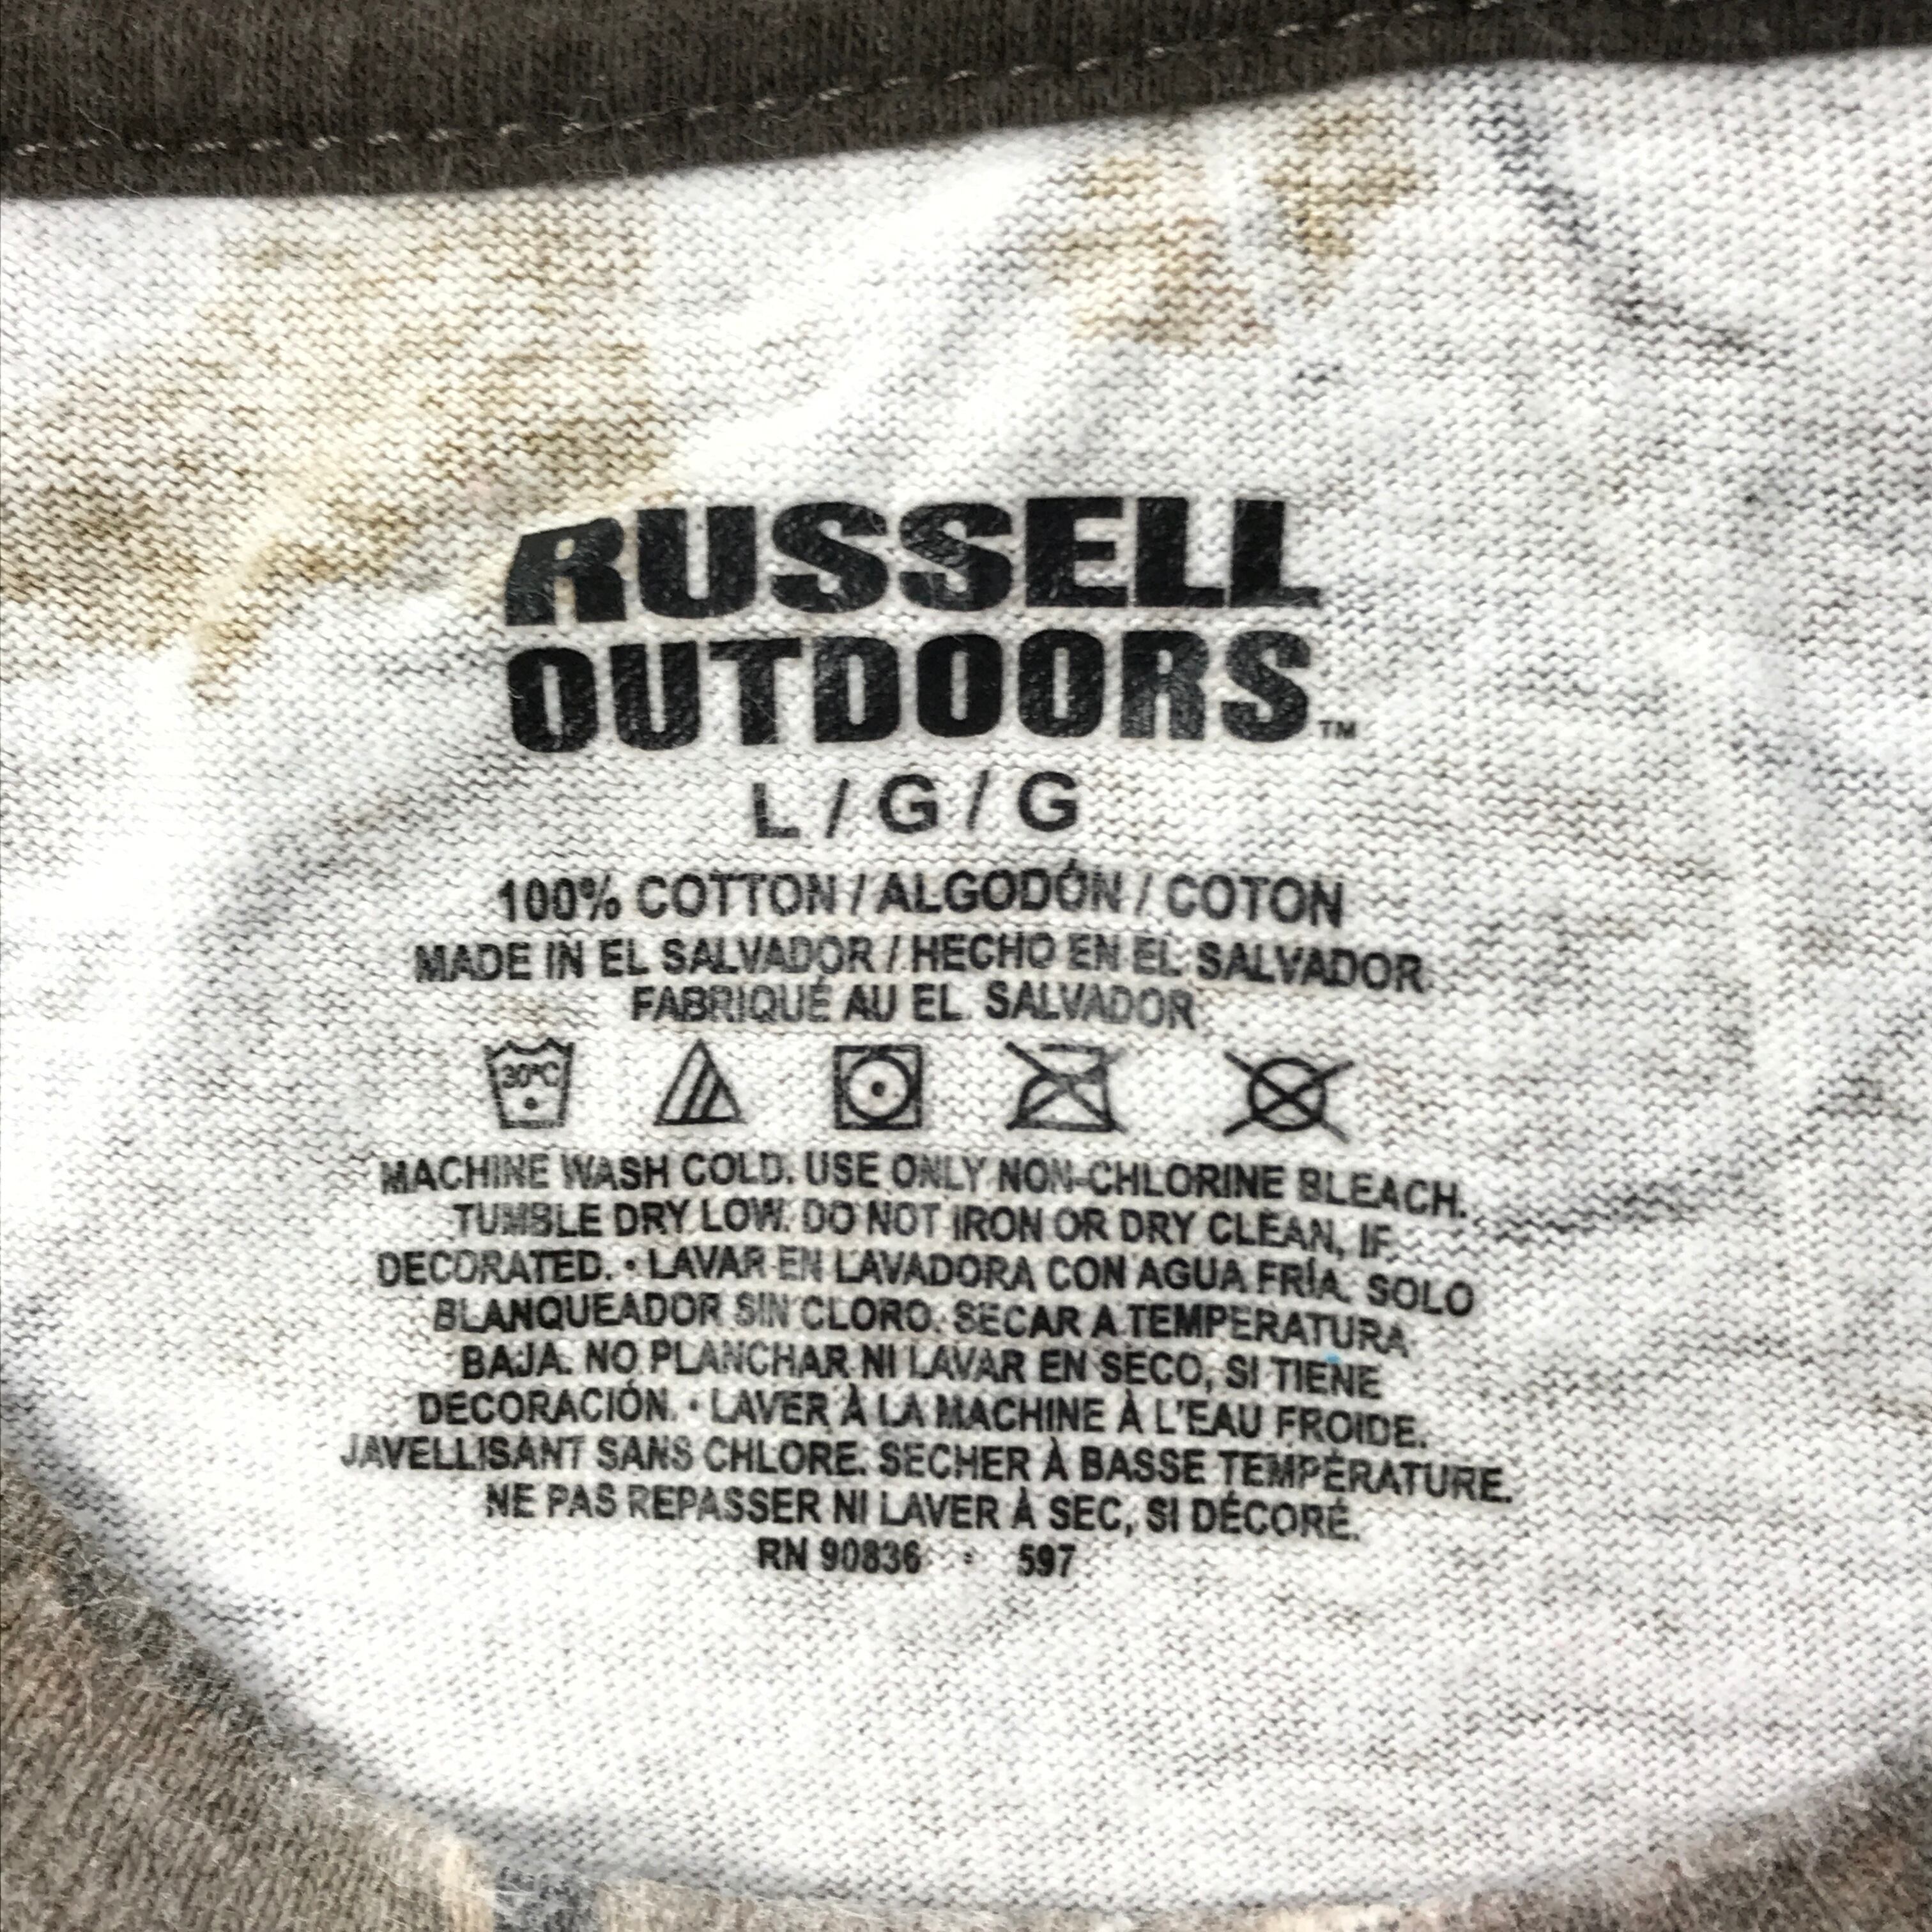 RUSSELL
OUTDOORS™
L / G / G
100% COTTON / ALGODÓN / COTON
MADE IN EL SALVADOR / HECHO EN EL SALVADOR
FABRIQUÉ AU EL SALVADOR
30°C
MACHINE WASH COLD. USE ONLY NON-CHLORINE BLEACH.
TUMBLE DRY LOW. DO NOT IRON OR DRY CLEAN, IF
DECORATED. • LAVAR EN LAVADORA CON AGUA FRÍA. SOLO
BLANQUEADOR SIN CLORO. SECAR A TEMPERATURA
BAJA. NO PLANCHAR NI LAVAR EN SECO, SI TIENE
DECORACIÓN. • LAVER À LA MACHINE À L'EAU FROIDE.
JAVELLISANT SANS CHLORE. SECHER À BASSE TEMPÉRATURE.
NE PAS REPASSER NI LAVER À SEC, SI DÉCORÉ.
RN 90836 • 597